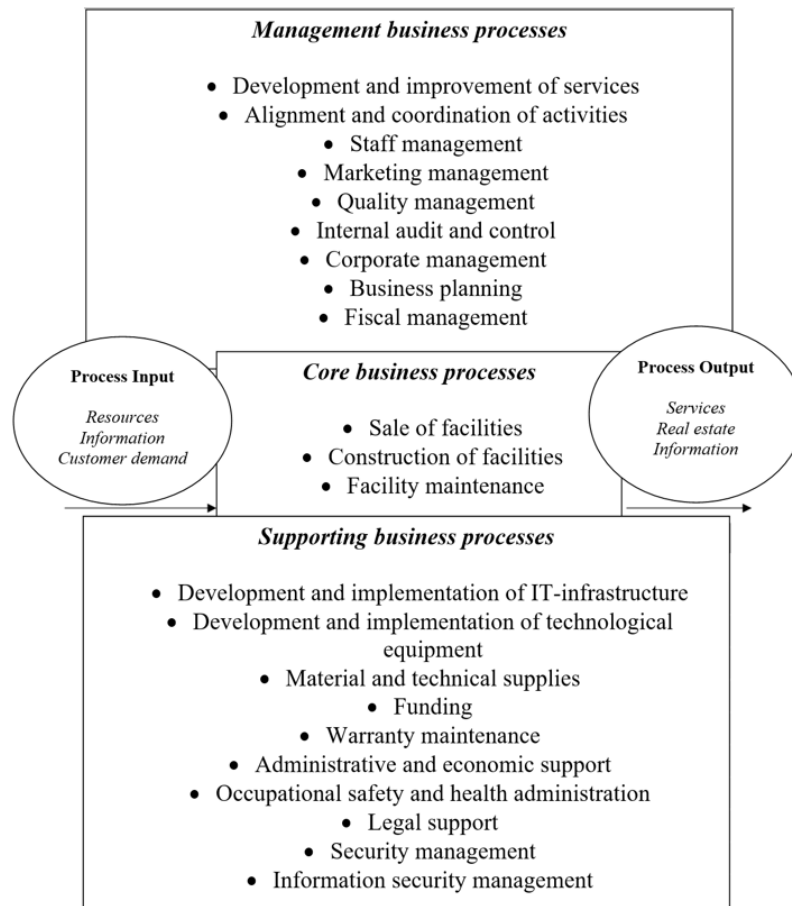 Management business processes
• Development and improvement of services
• Alignment and coordination of activities
• Staff management
• Marketing management
• Quality management
• Internal audit and control
• Corporate management
• Business planning
• Fiscal management
Process Input
Resources
Information
Customer demand
Core business processes
• Sale of facilities
• Construction of facilities
• Facility maintenance
Process Output
Services
Real estate
Information
Supporting business processes
• Development and implementation of IT-infrastructure
• Development and implementation of technological
equipment
• Material and technical supplies
• Funding
• Warranty maintenance
• Administrative and economic support
• Occupational safety and health administration
• Legal support
• Security management
• Information security management